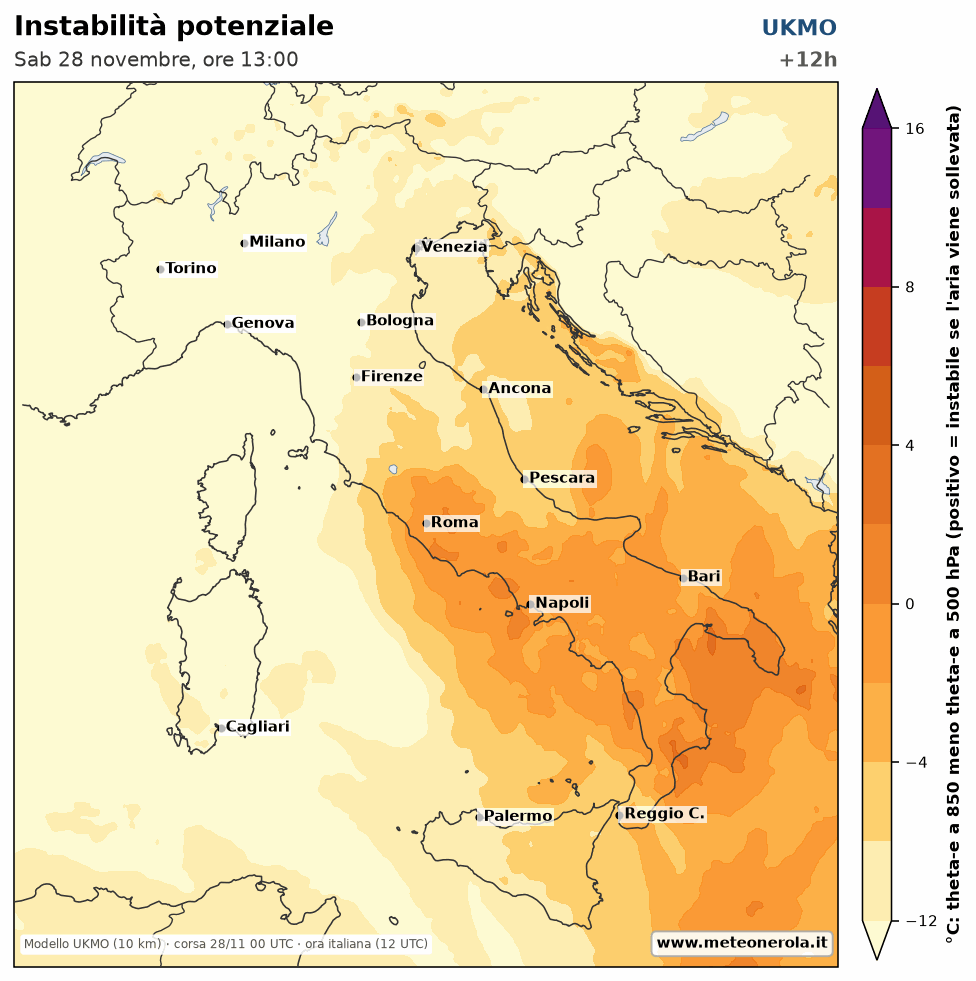 Instabilità potenziale
UKMO
Sab 28 novembre, ore 13:00
+12h
Milano
Venezia
Torino
Genova
Bologna
Firenze
Ancona
Pescara
Roma
Bari
Napoli
Cagliari
Palermo
Reggio C.
16
8
4
0
−4
−12
°C: theta-e a 850 meno theta-e a 500 hPa (positivo = instabile se l'aria viene sollevata)
Modello UKMO (10 km) · corsa 28/11 00 UTC · ora italiana (12 UTC)
www.meteonerola.it